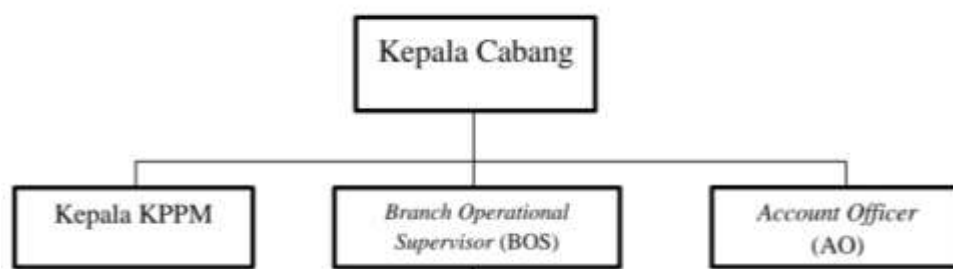 Kepala Cabang
Kepala KPPM
Branch Operational
Supervisor (BOS)
Account Officer
(AO)